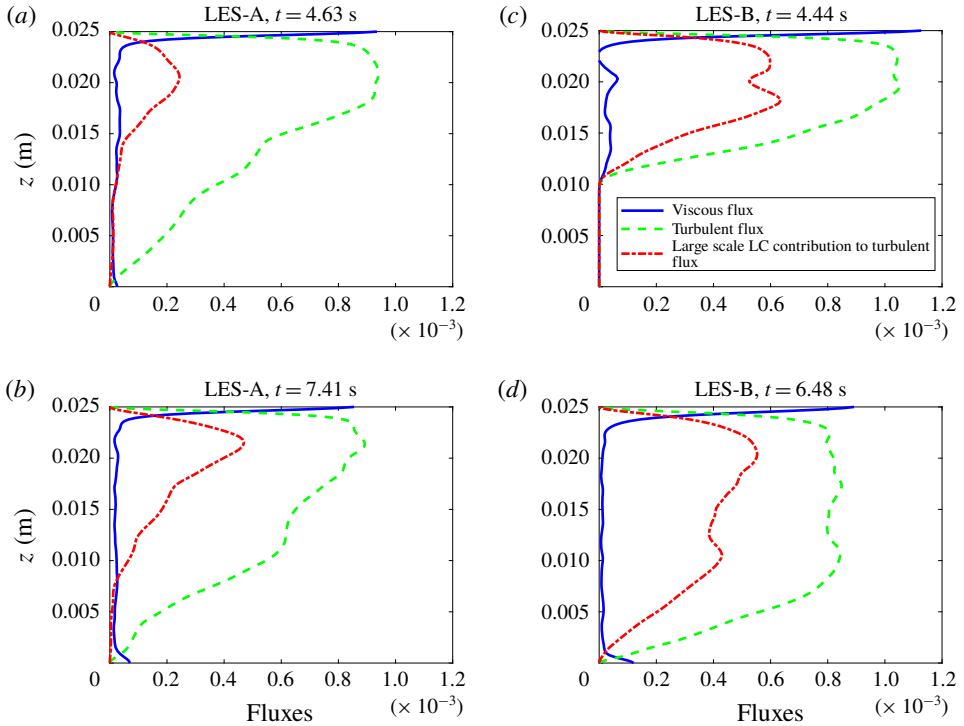 (a) LES-A, t = 4.63 s
0.025
0.020
0.015
0.010
0.005
z (m)
0 0.2 0.4 0.6 0.8 1.0 1.2
(× 10⁻³)
(c) LES-B, t = 4.44 s
0.025
0.020
0.015
0.010
0.005
Viscous flux
Turbulent flux
Large scale LC contribution to turbulent
flux
0 0.2 0.4 0.6 0.8 1.0 1.2
(× 10⁻³)
(b) LES-A, t = 7.41 s
0.025
0.020
0.015
0.010
0.005
z (m)
0 0.2 0.4 0.6 0.8 1.0 1.2
(× 10⁻³)
Fluxes
(d) LES-B, t = 6.48 s
0.025
0.020
0.015
0.010
0.005
0 0.2 0.4 0.6 0.8 1.0 1.2
(× 10⁻³)
Fluxes